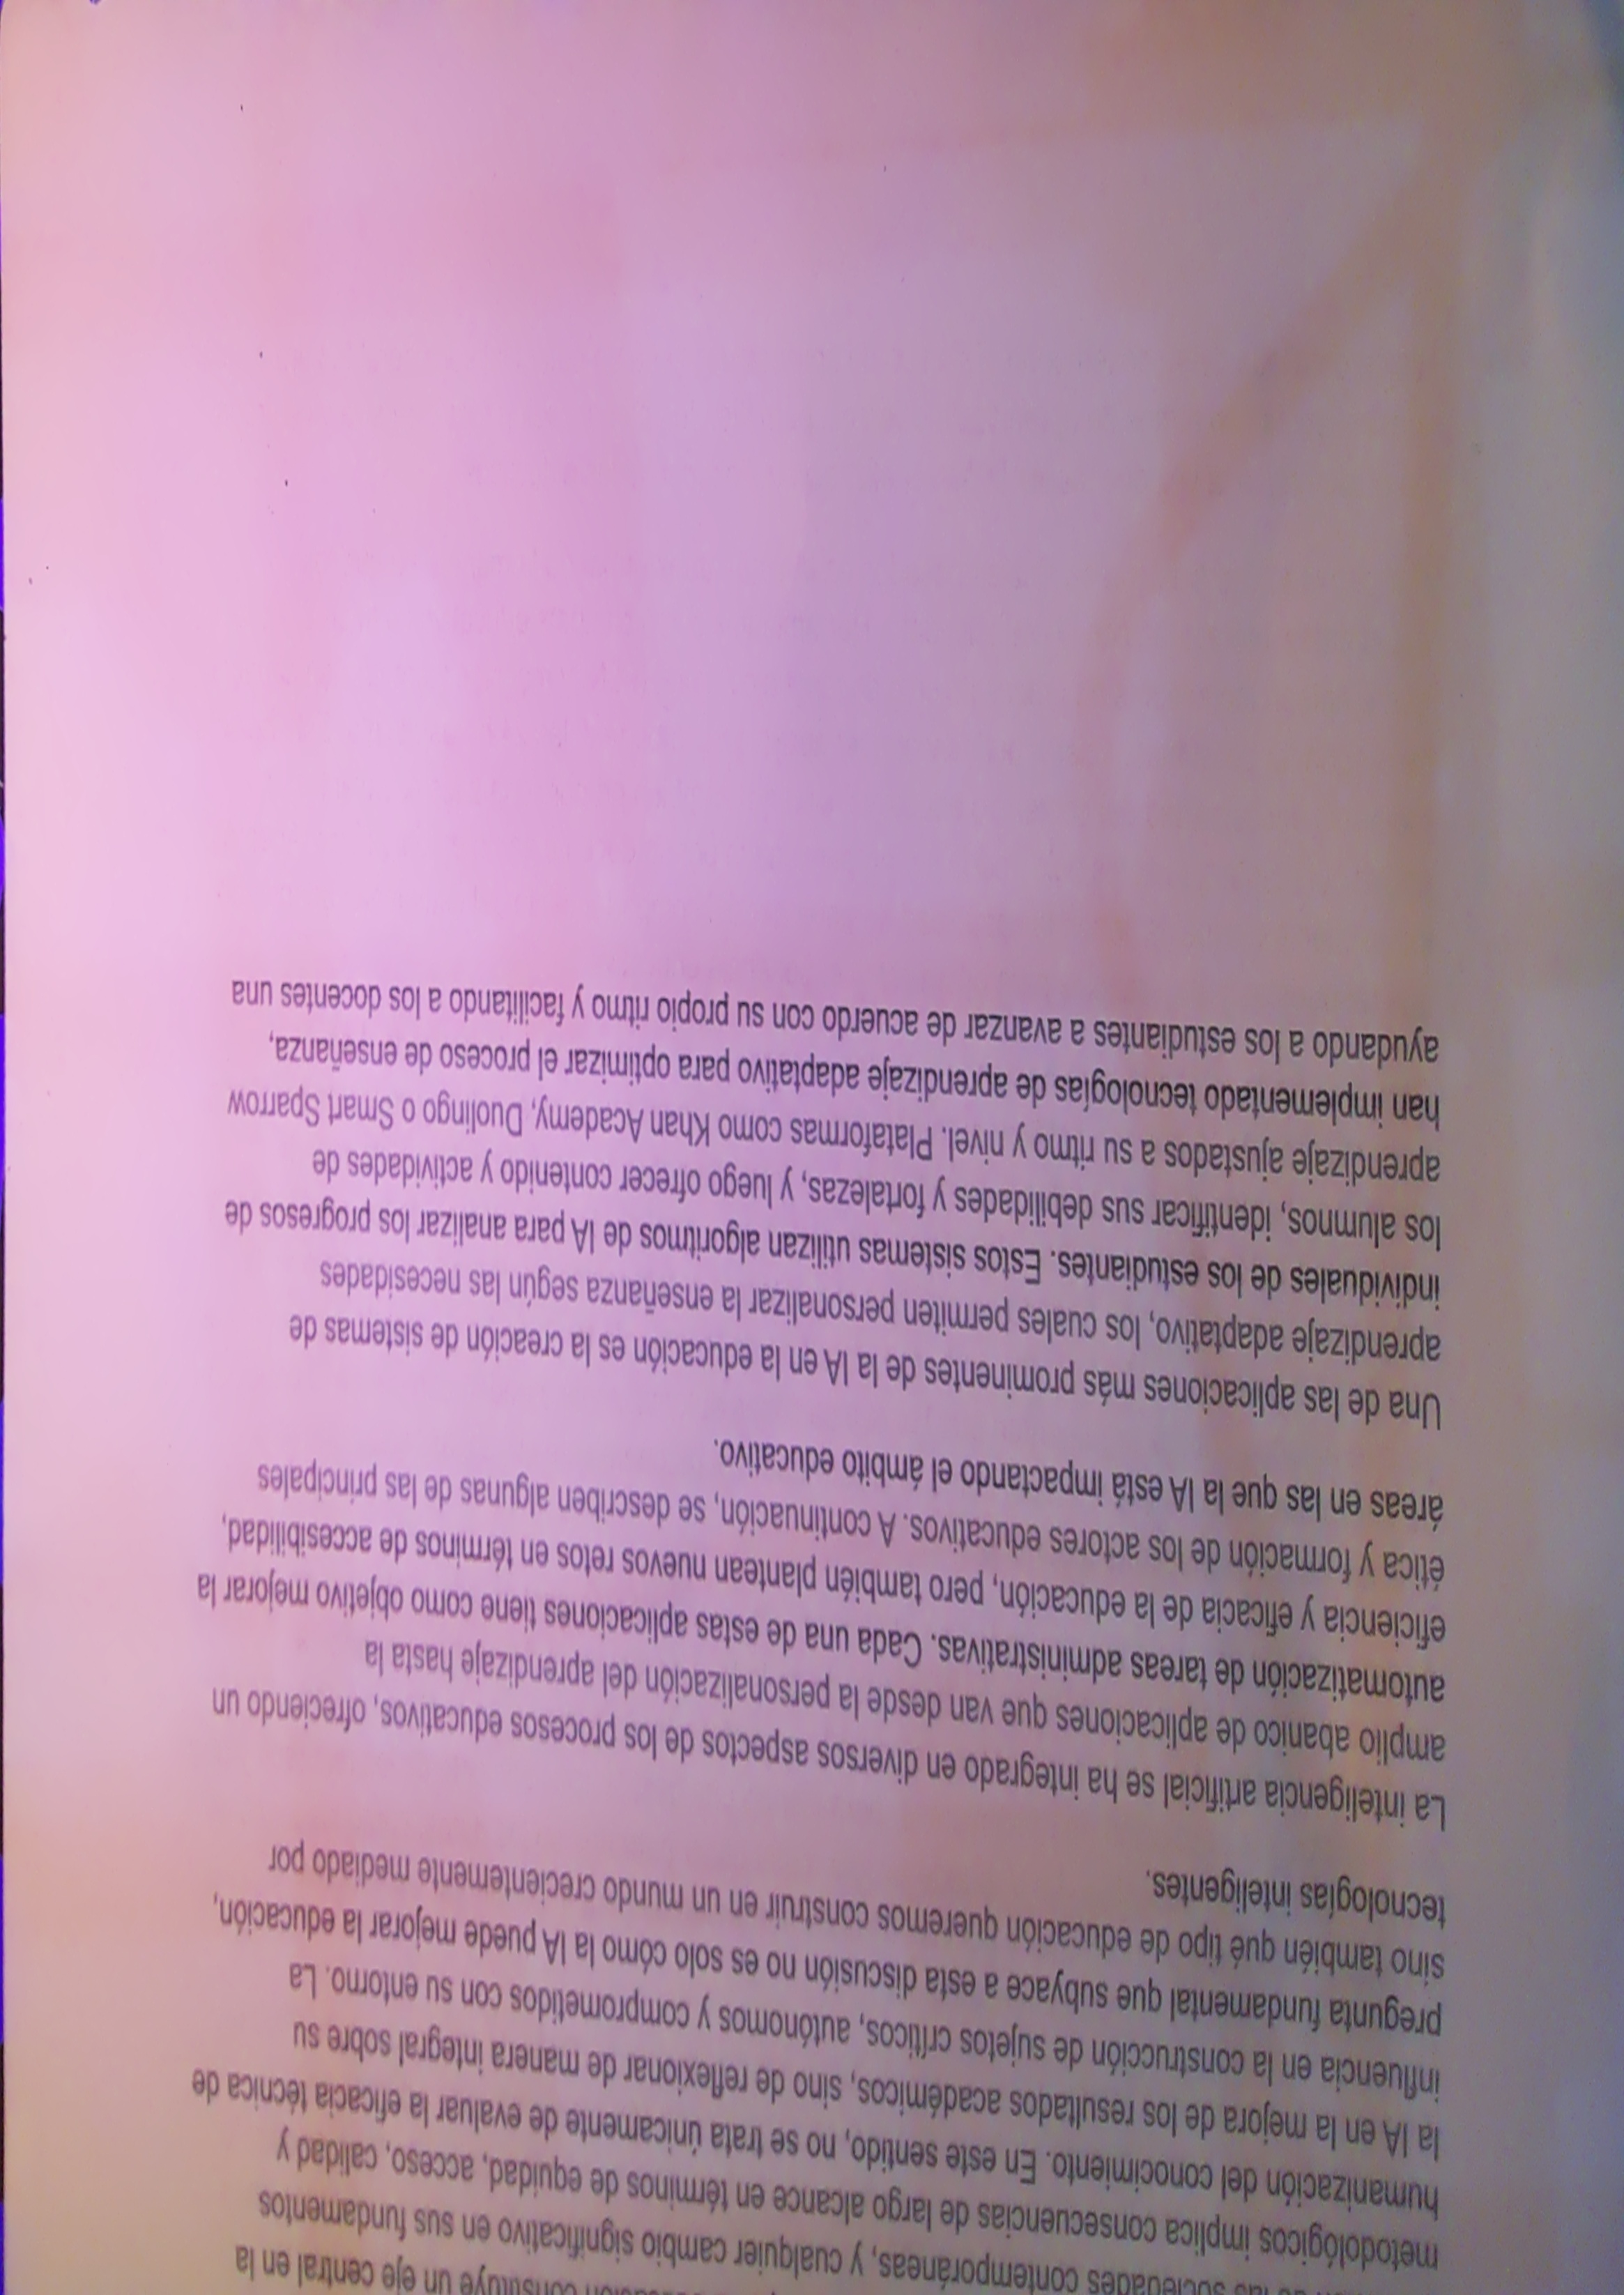 constituye un eje central en la
sociedades contemporáneas, y cualquier cambio significativo en sus fundamentos
metodológicos implica consecuencias de largo alcance en términos de equidad, acceso, calidad y
humanización del conocimiento. En este sentido, no se trata únicamente de evaluar la eficacia técnica de
la IA en la mejora de los resultados académicos, sino de reflexionar de manera integral sobre su
influencia en la construcción de sujetos críticos, autónomos y comprometidos con su entorno. La
pregunta fundamental que subyace a esta discusión no es solo cómo la IA puede mejorar la educación,
sino también qué tipo de educación queremos construir en un mundo crecientemente mediado por
tecnologías inteligentes.
La inteligencia artificial se ha integrado en diversos aspectos de los procesos educativos, ofreciendo un
amplio abanico de aplicaciones que van desde la personalización del aprendizaje hasta la
automatización de tareas administrativas. Cada una de estas aplicaciones tiene como objetivo mejorar la
eficiencia y eficacia de la educación, pero también plantean nuevos retos en términos de accesibilidad,
ética y formación de los actores educativos. A continuación, se describen algunas de las principales
áreas en las que la IA está impactando el ámbito educativo.
Una de las aplicaciones más prominentes de la IA en la educación es la creación de sistemas de
aprendizaje adaptativo, los cuales permiten personalizar la enseñanza según las necesidades
individuales de los estudiantes. Estos sistemas utilizan algoritmos de IA para analizar los progresos de
los alumnos, identificar sus debilidades y fortalezas, y luego ofrecer contenido y actividades de
aprendizaje ajustados a su ritmo y nivel. Plataformas como Khan Academy, Duolingo o Smart Sparrow
han implementado tecnologías de aprendizaje adaptativo para optimizar el proceso de enseñanza,
ayudando a los estudiantes a avanzar de acuerdo con su propio ritmo y facilitando a los docentes una